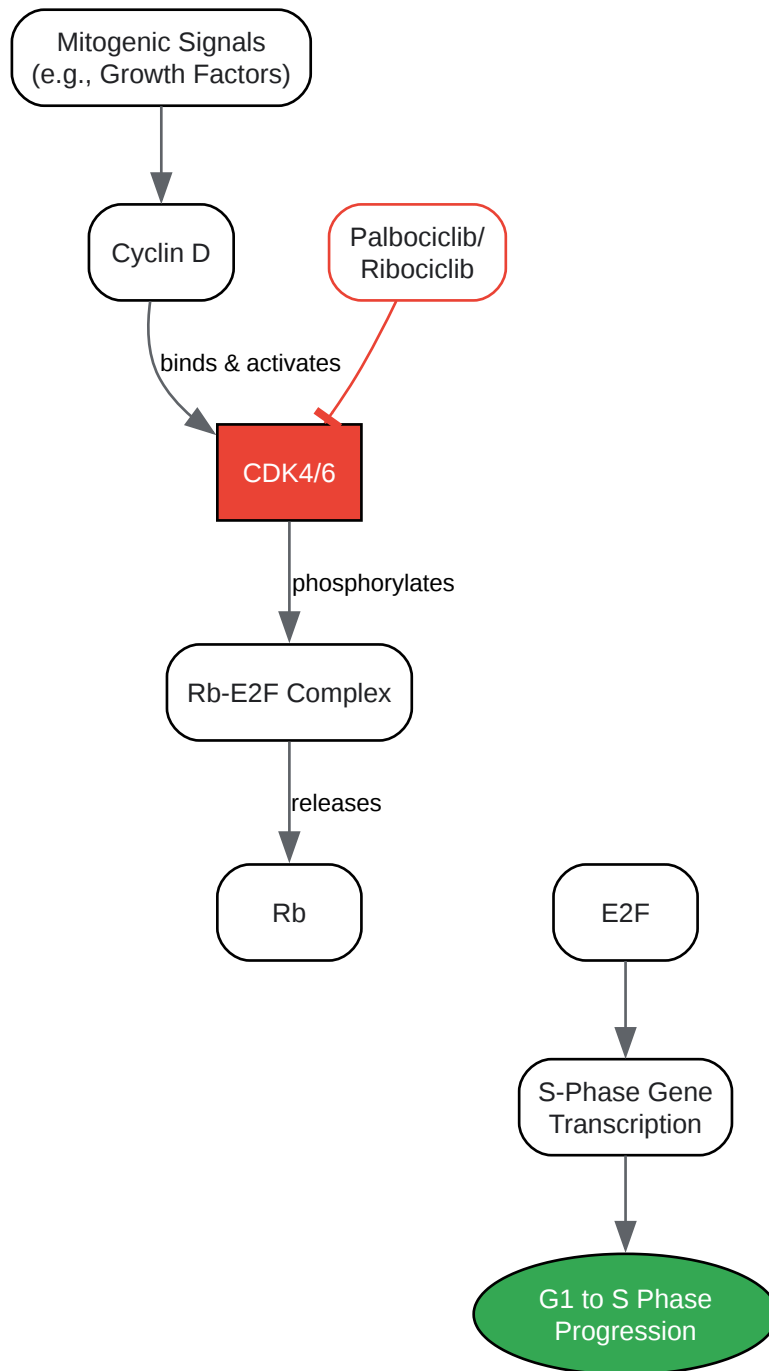 Mitogenic Signals
(e.g., Growth Factors)
Cyclin D
Palbociclib/
Ribociclib
binds & activates
CDK4/6
phosphorylates
Rb-E2F Complex
releases
Rb
E2F
S-Phase Gene
Transcription
G1 to S Phase
Progression